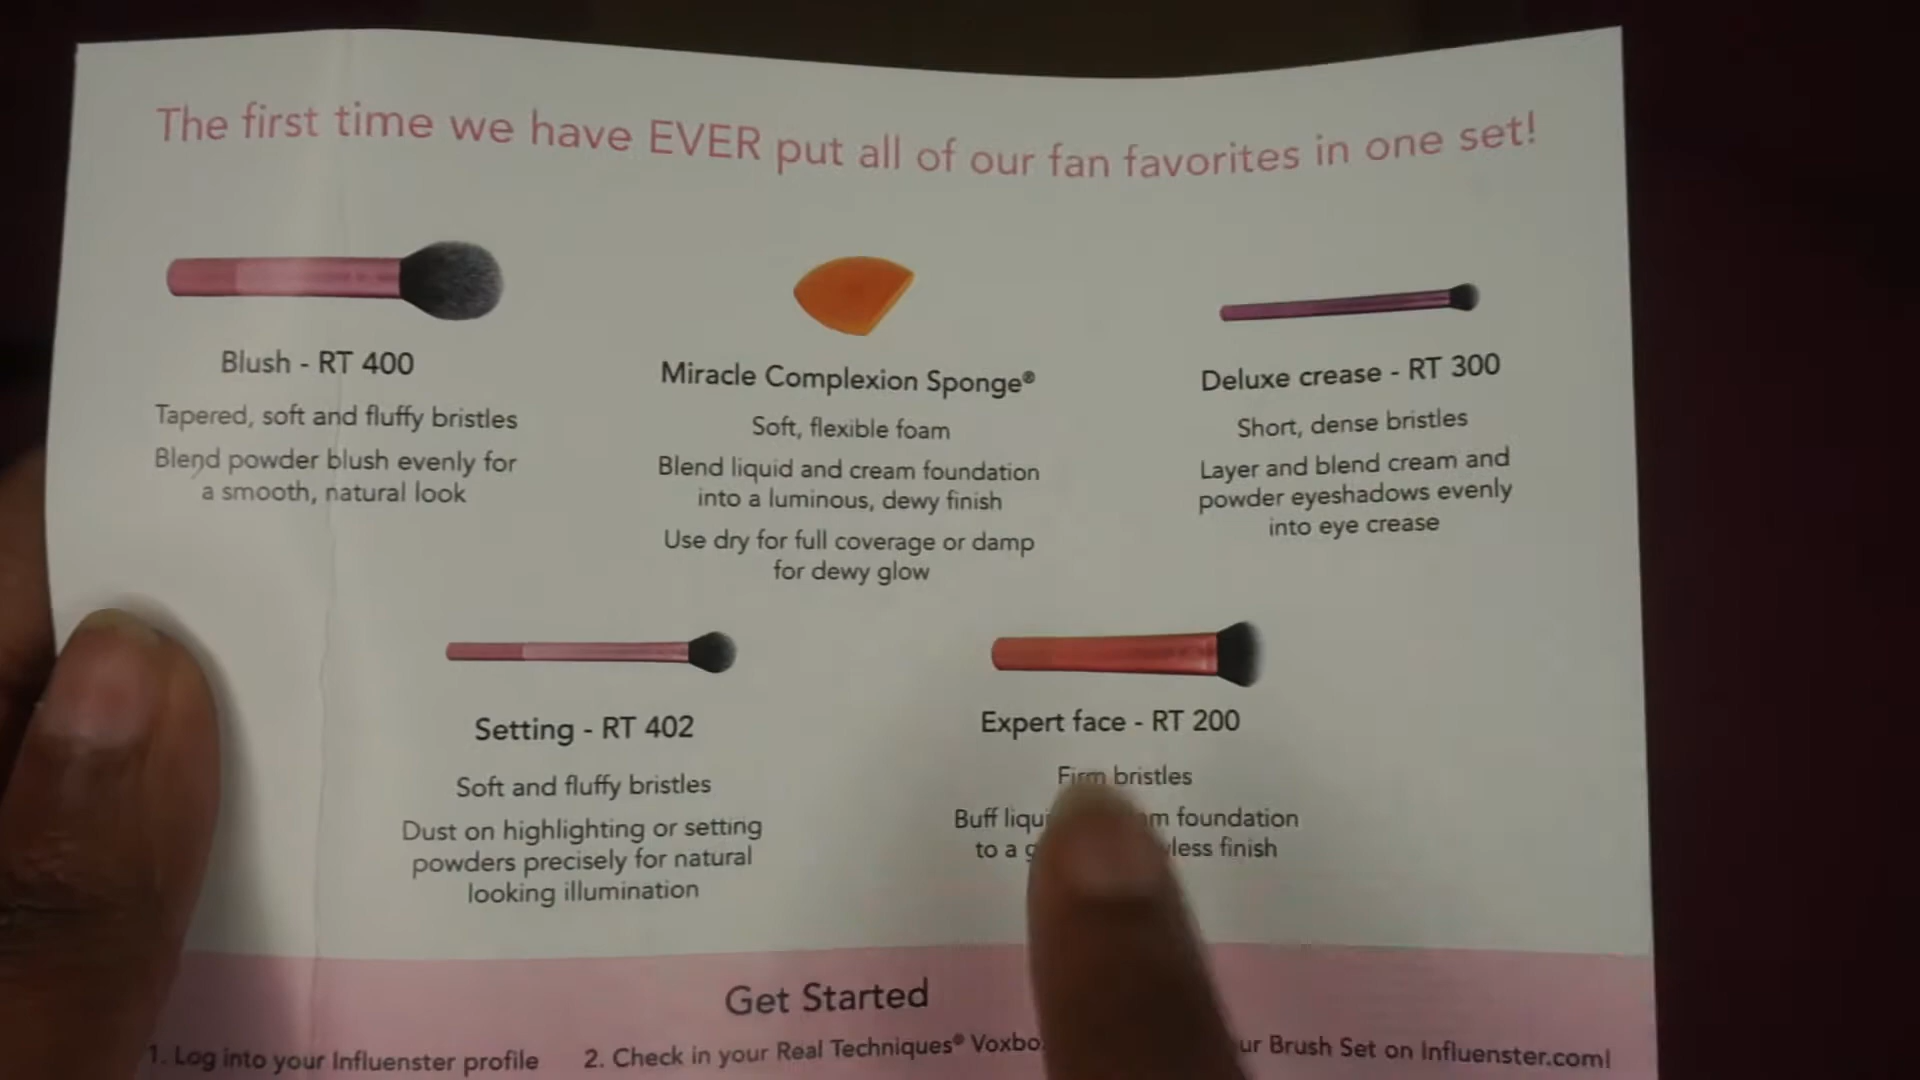 The first time we have EVER put all of our fan favorites in one set!
Blush - RT 400
Tapered, soft and fluffy bristles
Blend powder blush evenly for
a smooth, natural look
Miracle Complexion Sponge®
Soft, flexible foam
Blend liquid and cream foundation
into a luminous, dewy finish
Use dry for full coverage or damp
for dewy glow
Deluxe crease - RT 300
Short, dense bristles
Layer and blend cream and
powder eyeshadows evenly
into eye crease
Setting - RT 402
Soft and fluffy bristles
Dust on highlighting or setting
powders precisely for natural
looking illumination
Expert face - RT 200
Firm bristles
Buff foundation
to a finish
Get Started
1. Log into your Influenster profile
2. Check in your Real Techniques®
Brush Set on Influenster.com!